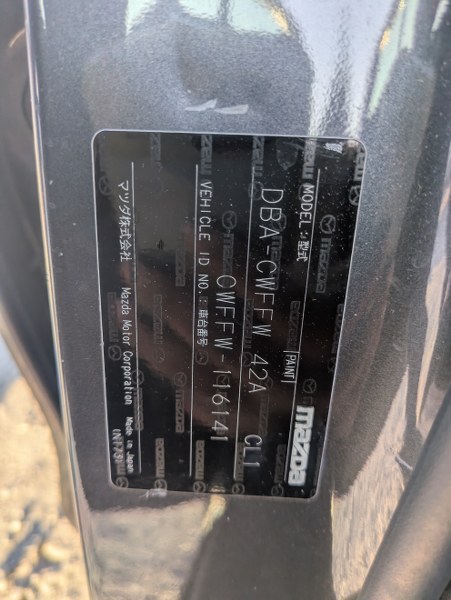 mazda
MODEL : 型式 [PAINT]
DBA-CWFFW 42A CL1
VEHICLE ID NO. : 車台番号
CWFFW-116141
マツダ株式会社 Mazda Motor Corporation Made in Japan